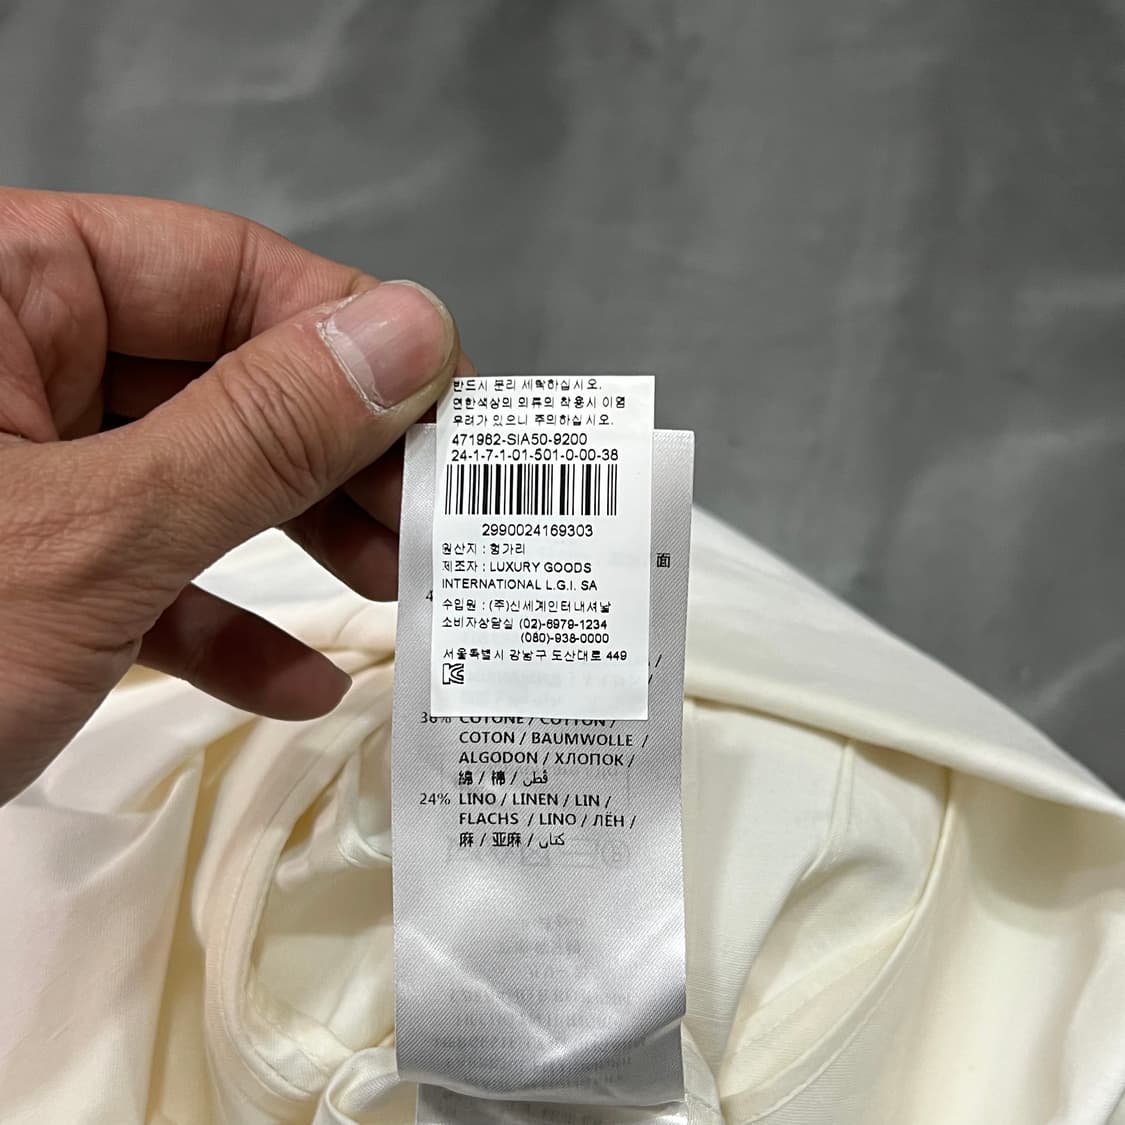 반드시 분리 세탁하십시오.
연한색상의 의류의 착용시 이염
우려가 있으니 주의하십시오.
471962-SIA50-9200
24-1-7-1-01-501-0-00-38
2990024169303
원산지 : 헝가리
제조자 : LUXURY GOODS
INTERNATIONAL L.G.I. SA
수입원 : (주)신세계인터내셔날
소비자상담실 (02)-6979-1234
(080)-938-0000
서울특별시 강남구 도산대로 449
面
4
/
/
36% COTONE / COTTON /
COTON / BAUMWOLLE /
ALGODON / ХЛОПОК /
綿 / 棉 / قطن
24% LINO / LINEN / LIN /
FLACHS / LINO / ЛЁН /
麻 / 亚麻 / كتان